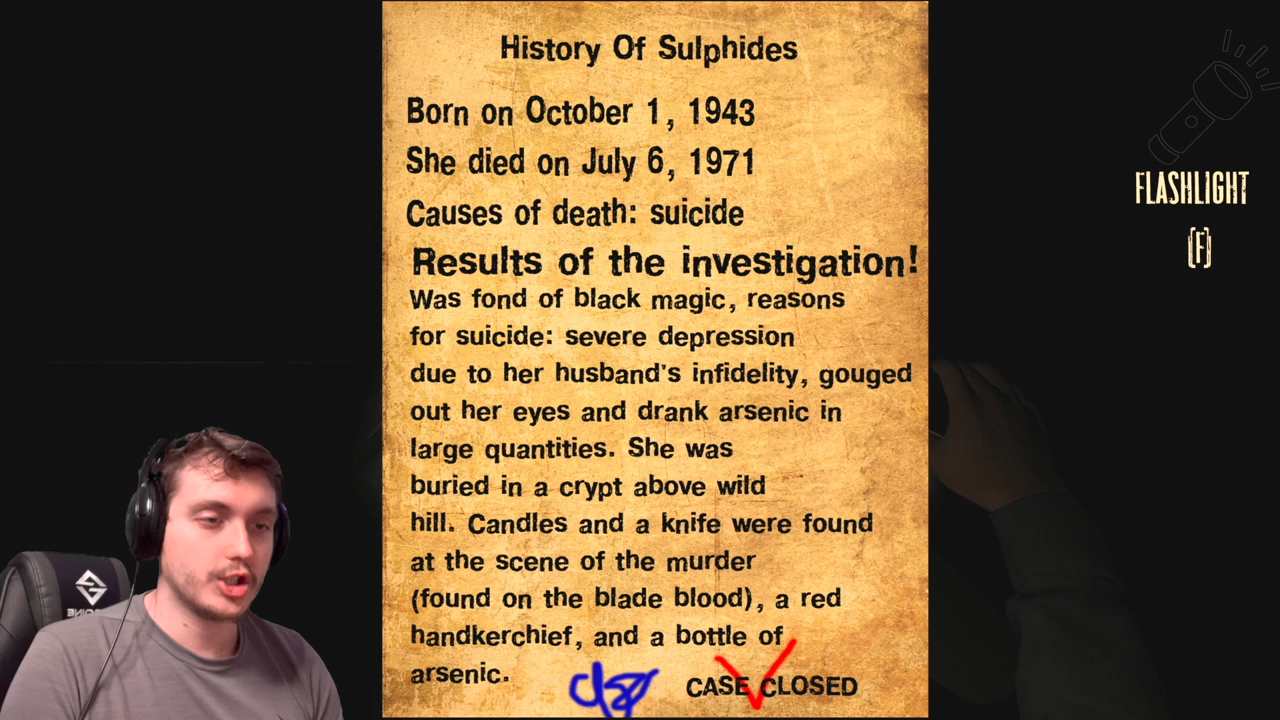 History Of Sulphides
Born on October 1, 1943
She died on July 6, 1971
Causes of death: suicide
Results of the investigation!
Was fond of black magic, reasons
for suicide: severe depression
due to her husband's infidelity, gouged
out her eyes and drank arsenic in
large quantities. She was
buried in a crypt above wild
hill. Candles and a knife were found
at the scene of the murder
(found on the blade blood), a red
handkerchief, and a bottle of
arsenic.
CASE CLOSED
FLASHLIGHT
[F]